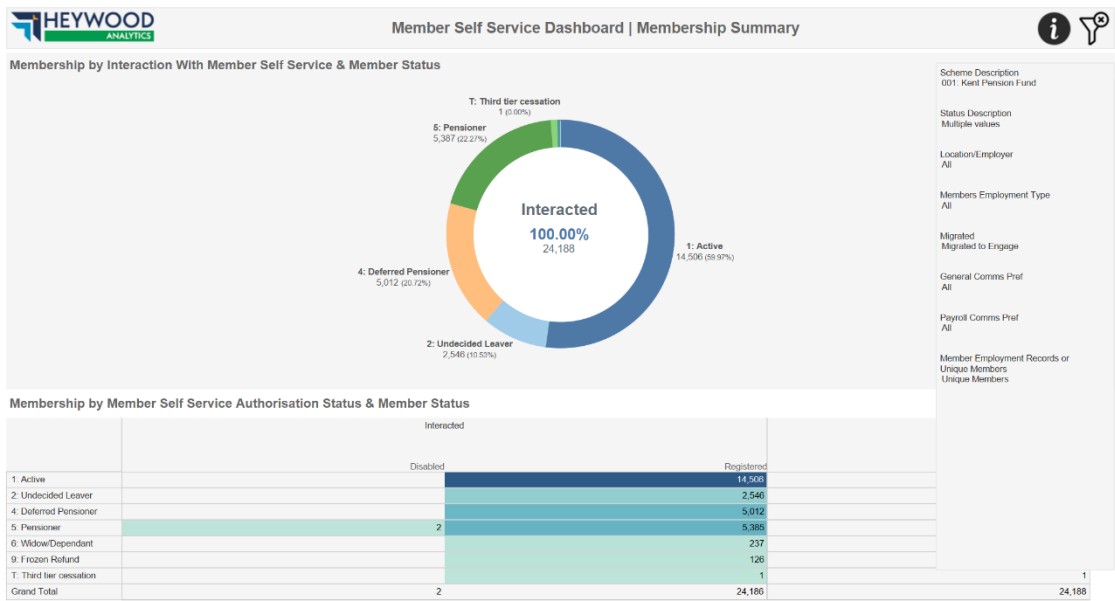 HEYWOOD
ANALYTICS
Member Self Service Dashboard | Membership Summary
i
Membership by Interaction With Member Self Service & Member Status
T: Third tier cessation
1 (0.00%)
5: Pensioner
5,387 (22.27%)
Interacted
100.00%
24,188
1: Active
14,506 (59.97%)
4: Deferred Pensioner
5,012 (20.72%)
2: Undecided Leaver
2,546 (10.53%)
Scheme Description
001: Kent Pension Fund
Status Description
Multiple values
Location/Employer
All
Members Employment Type
All
Migrated
Migrated to Engage
General Comms Pref
All
Payroll Comms Pref
All
Member Employment Records or
Unique Members
Unique Members
Membership by Member Self Service Authorisation Status & Member Status
Interacted
Disabled Registered
1: Active 14,506
2: Undecided Leaver 2,546
4: Deferred Pensioner 5,012
5: Pensioner 2 5,385
6: Widow/Dependant 237
9: Frozen Refund 126
T: Third tier cessation 1 1
Grand Total 2 24,186 24,188